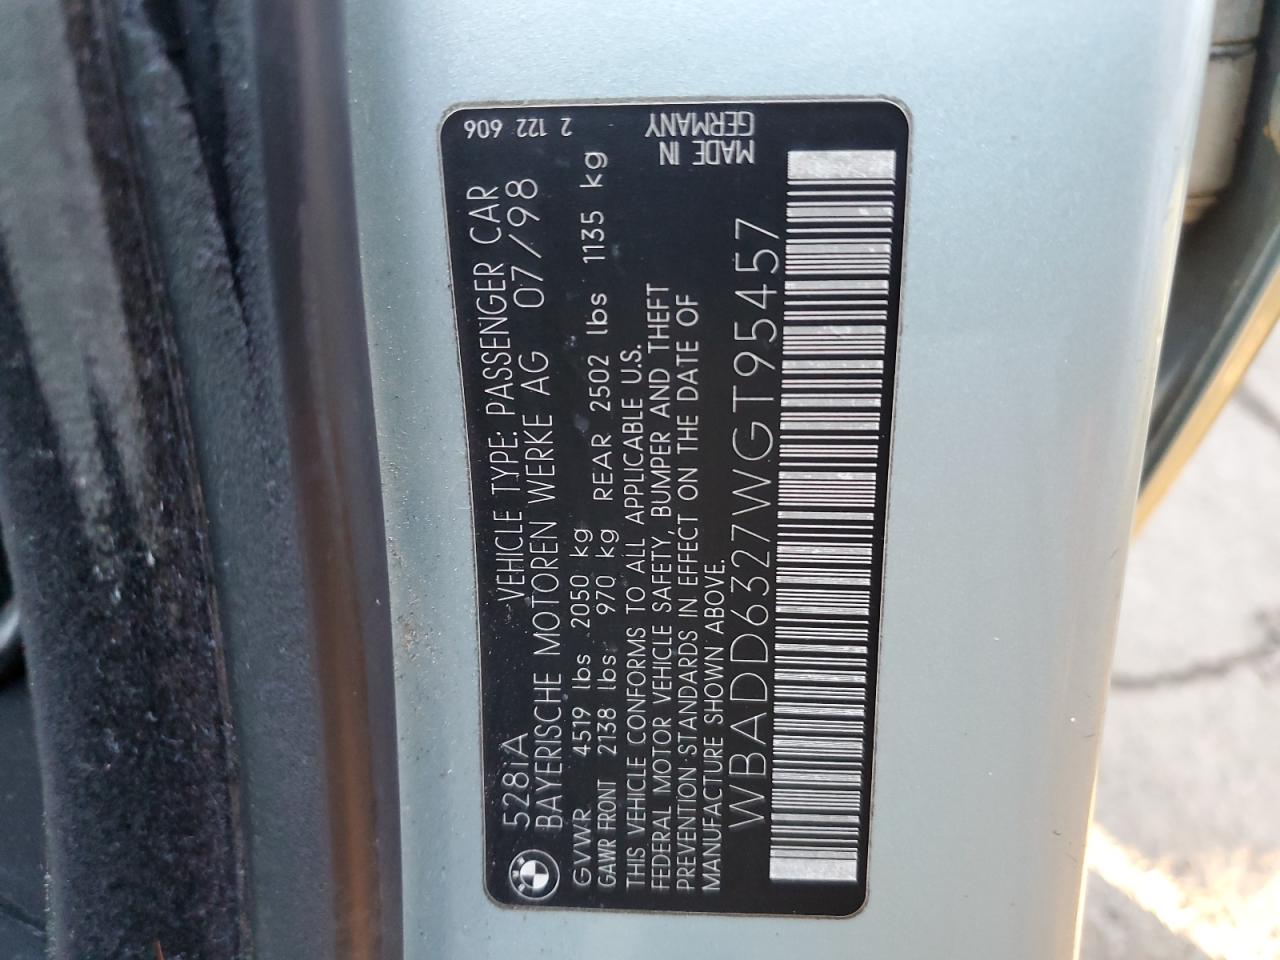 528iA VEHICLE TYPE: PASSENGER CAR
BAYERISCHE MOTOREN WERKE AG 07/98
GVWR 4519 lbs 2050 kg
GAWR FRONT 2138 lbs 970 kg REAR 2502 lbs 1135 kg
THIS VEHICLE CONFORMS TO ALL APPLICABLE U.S.
FEDERAL MOTOR VEHICLE SAFETY, BUMPER AND THEFT
PREVENTION STANDARDS IN EFFECT ON THE DATE OF
MANUFACTURE SHOWN ABOVE.
WBADD6327WGT95457
2 122 606
MADE IN
GERMANY